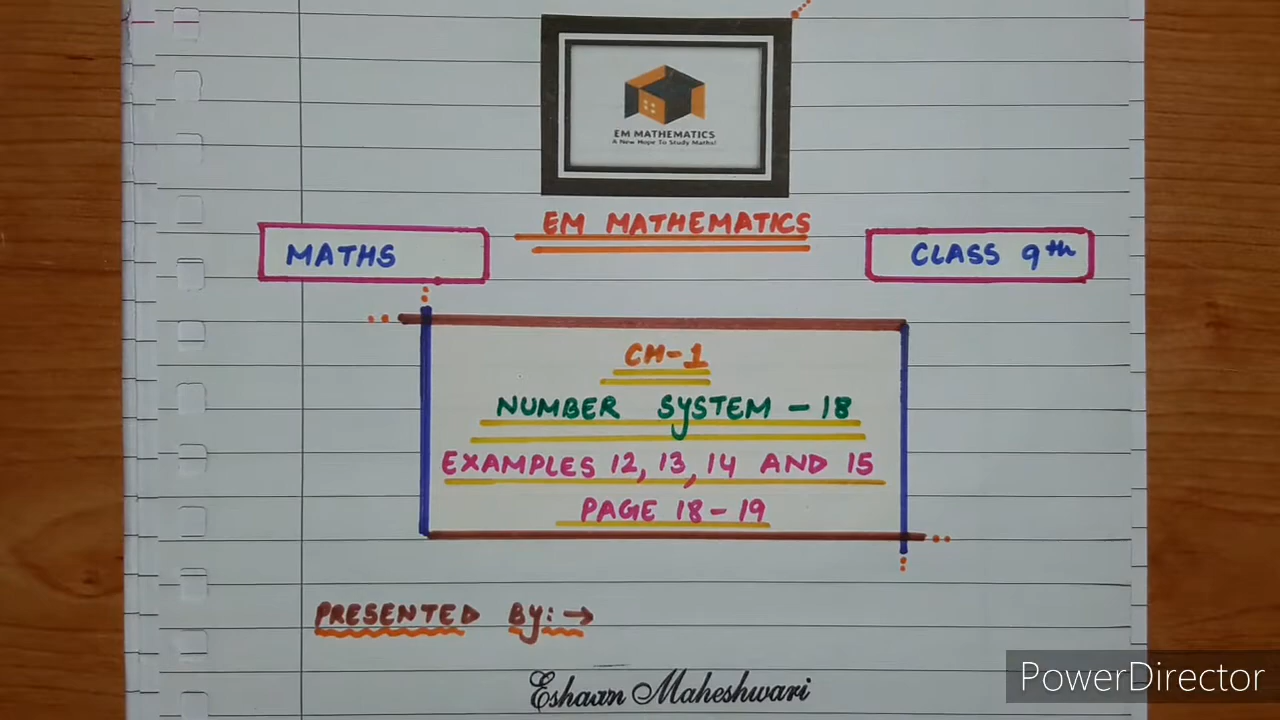 EM MATHEMATICS
A New Hope To Study Maths!
EM MATHEMATICS
MATHS
CLASS 9th
CH-1
NUMBER SYSTEM - 18
EXAMPLES 12, 13, 14 AND 15
PAGE 18-19
PRESENTED BY:→
Eshaan Maheshwari
PowerDirector